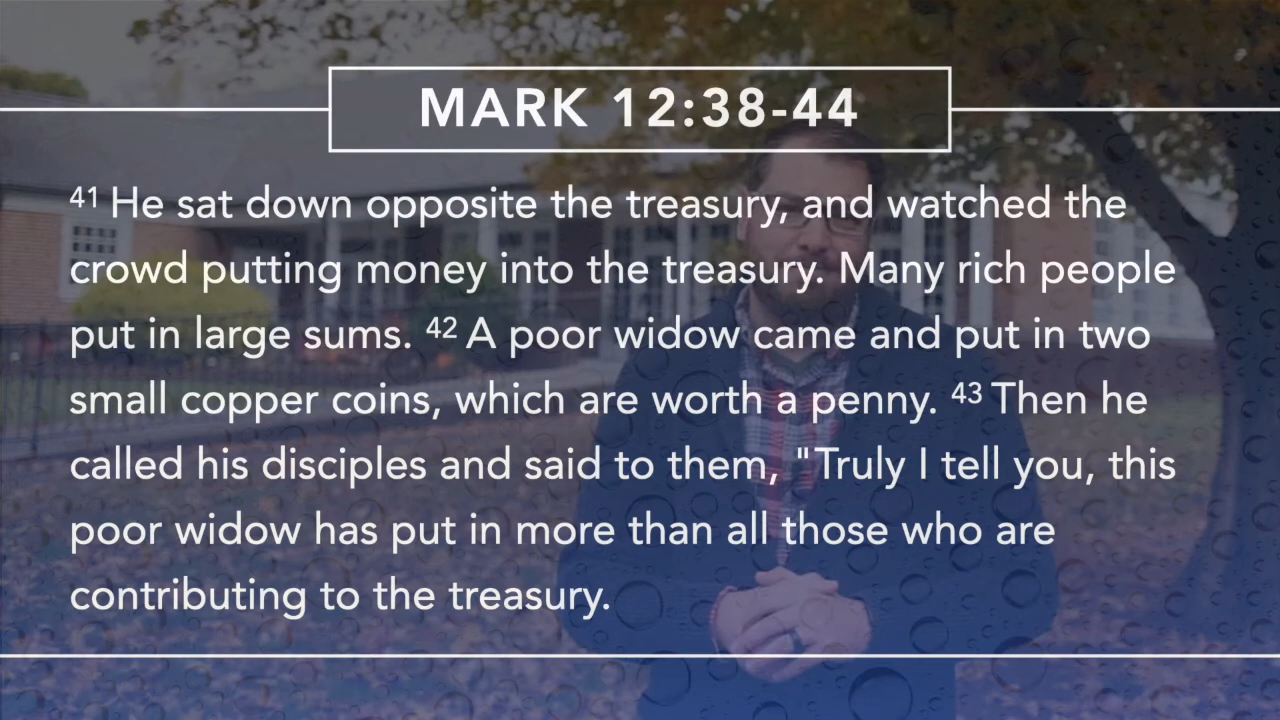 MARK 12:38-44
41 He sat down opposite the treasury, and watched the
crowd putting money into the treasury. Many rich people
put in large sums. 42 A poor widow came and put in two
small copper coins, which are worth a penny. 43 Then he
called his disciples and said to them, "Truly I tell you, this
poor widow has put in more than all those who are
contributing to the treasury.